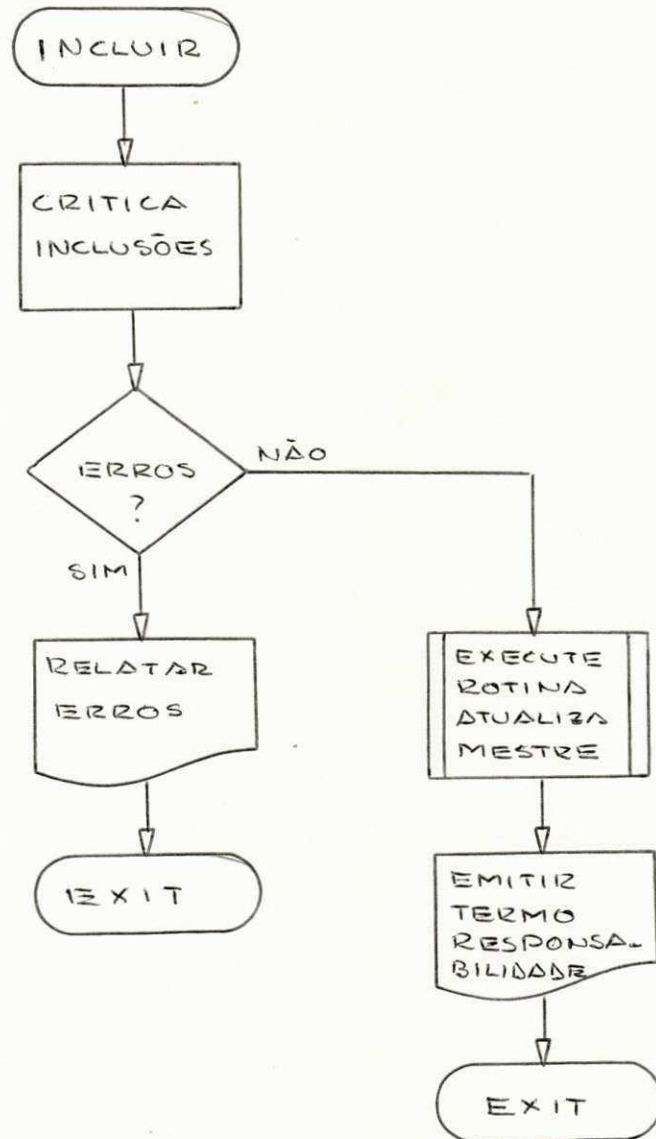 INCLUIR
CRITICA
INCLUSÕES
ERROS
?
NÃO
SIM
RELATAR
ERROS
EXIT
EXECUTE
ROTINA
ATUALIZA
MESTRE
EMITIR
TERMO
RESPONSA-
BILIDADE
EXIT